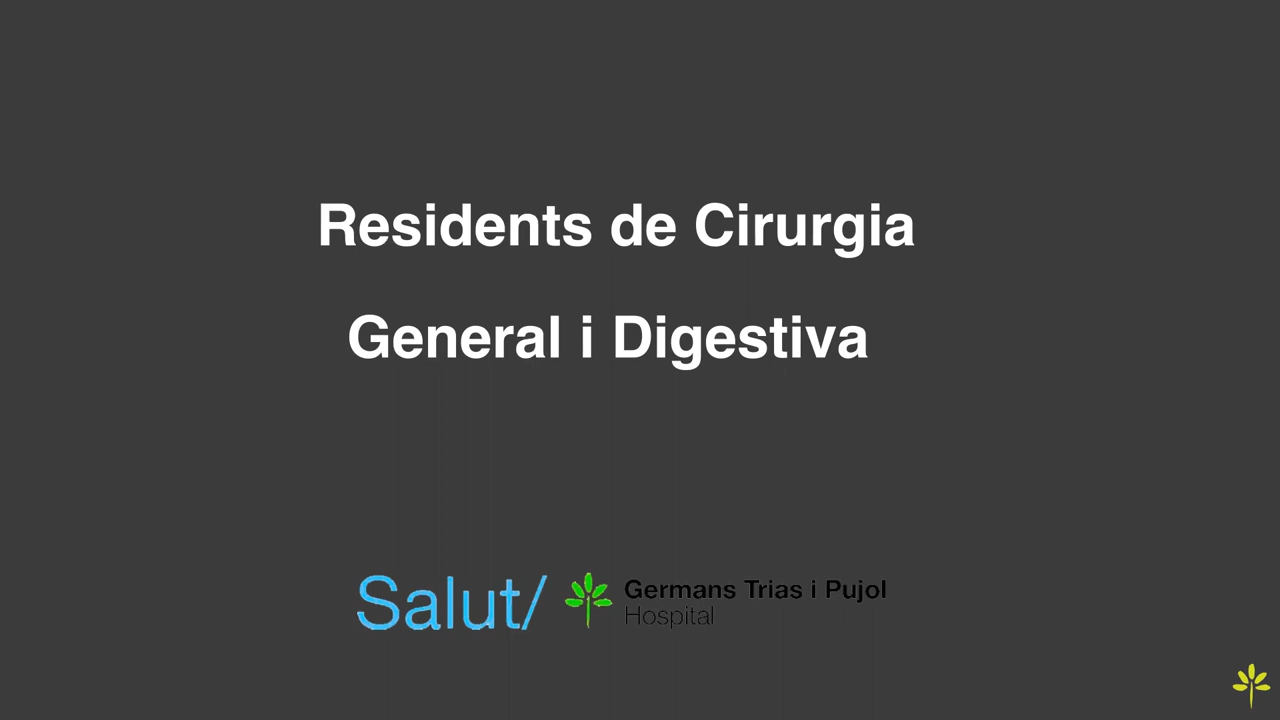 Residents de Cirurgia
General i Digestiva
Salut/ Germans Trias i Pujol
Hospital